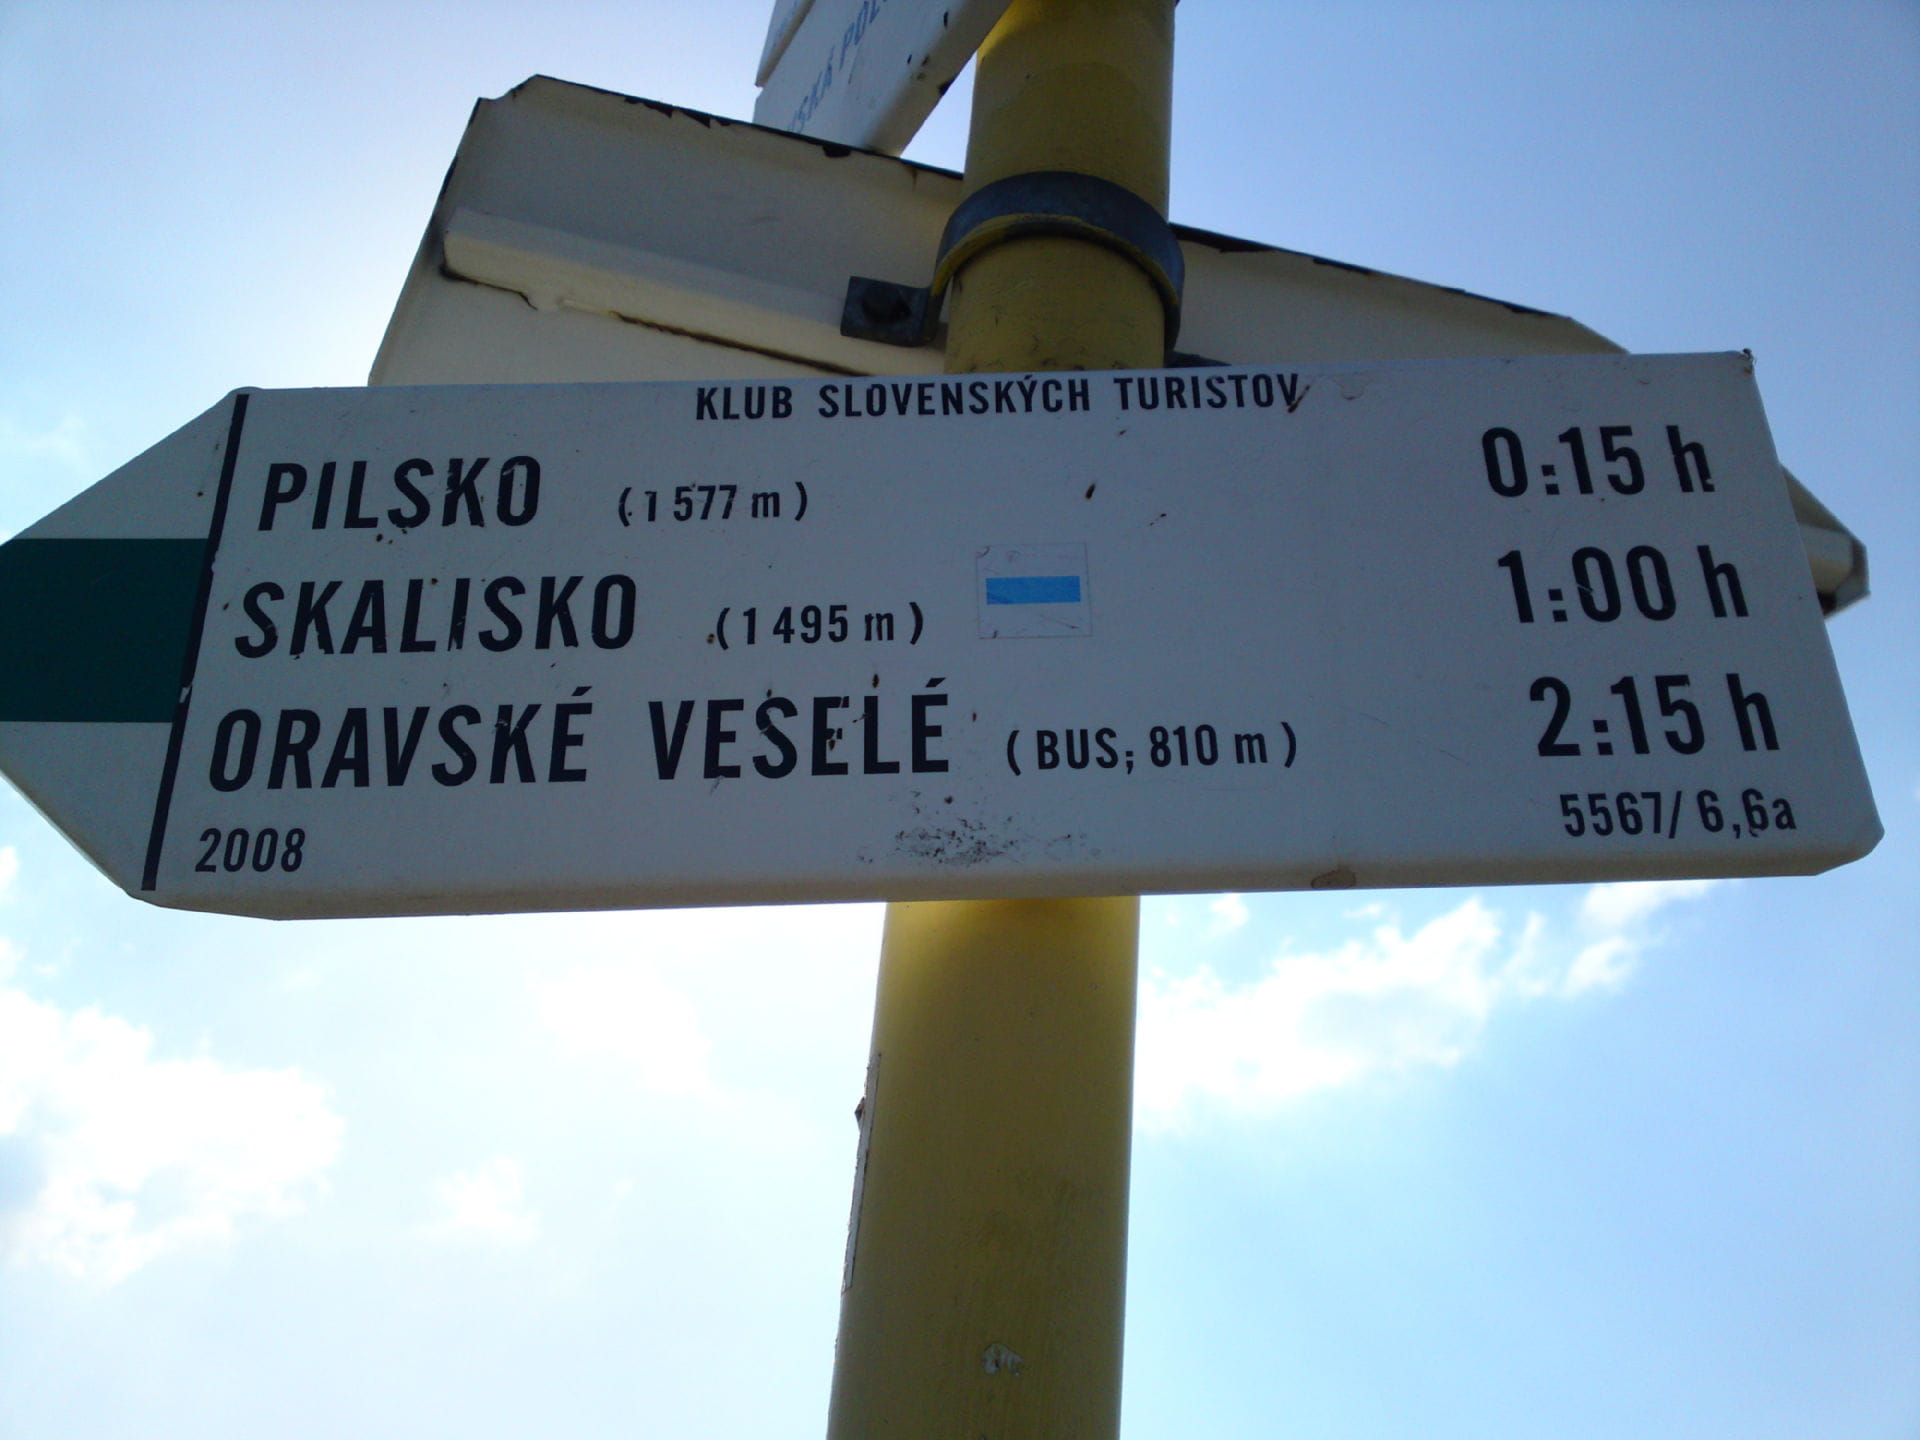 KLUB SLOVENSKÝCH TURISTOV
PILSKO (1 577 m) 0:15 h
SKALISKO (1 495 m) 1:00 h
ORAVSKÉ VESELÉ (BUS; 810 m) 2:15 h
2008 5567/6,6a